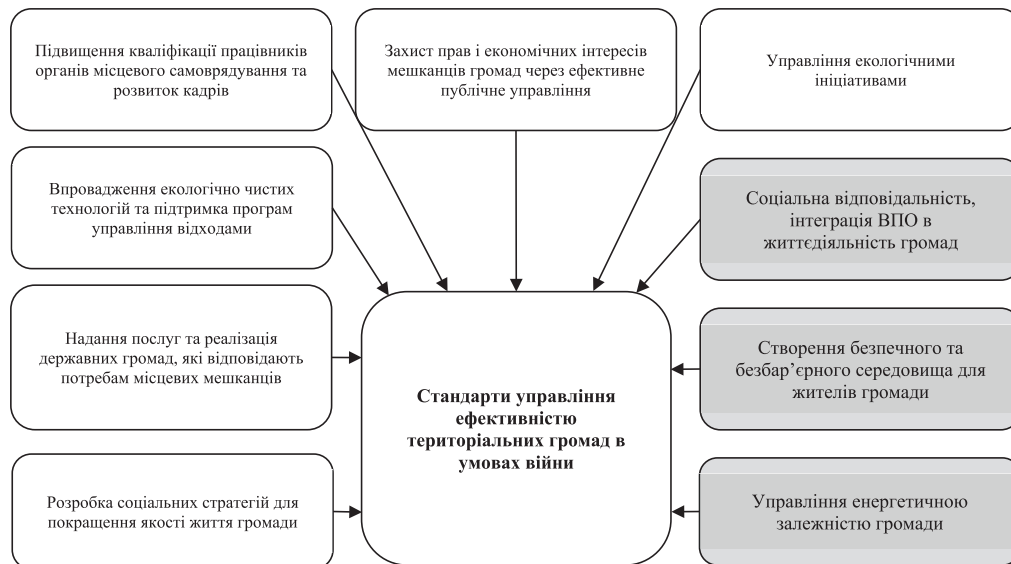 Підвищення кваліфікації працівників
органів місцевого самоврядування та
розвиток кадрів
Захист прав і економічних інтересів
мешканців громад через ефективне
публічне управління
Управління екологічними
ініціативами
Впровадження екологічно чистих
технологій та підтримка програм
управління відходами
Соціальна відповідальність,
інтеграція ВПО в
життєдіяльність громад
Надання послуг та реалізація
державних громад, які відповідають
потребам місцевих мешканців
Стандарти управління
ефективністю
територіальних громад в
умовах війни
Створення безпечного та
безбар’єрного середовища для
жителів громади
Розробка соціальних стратегій для
покращення якості життя громади
Управління енергетичною
залежністю громади